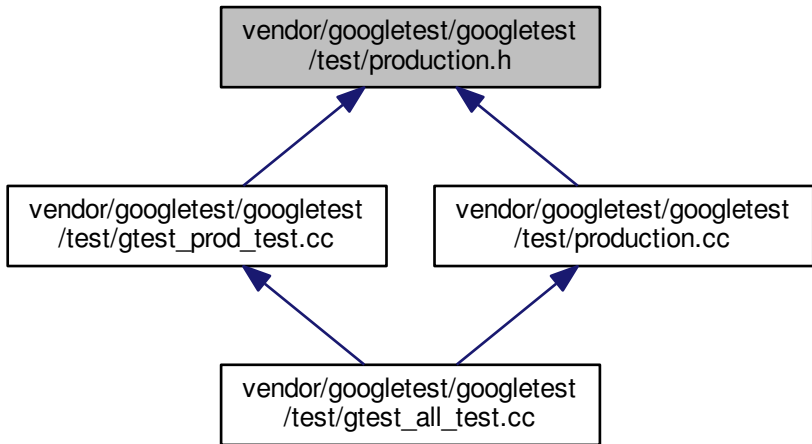 vendor/googletest/googletest
/test/production.h
vendor/googletest/googletest
/test/gtest_prod_test.cc
vendor/googletest/googletest
/test/production.cc
vendor/googletest/googletest
/test/gtest_all_test.cc